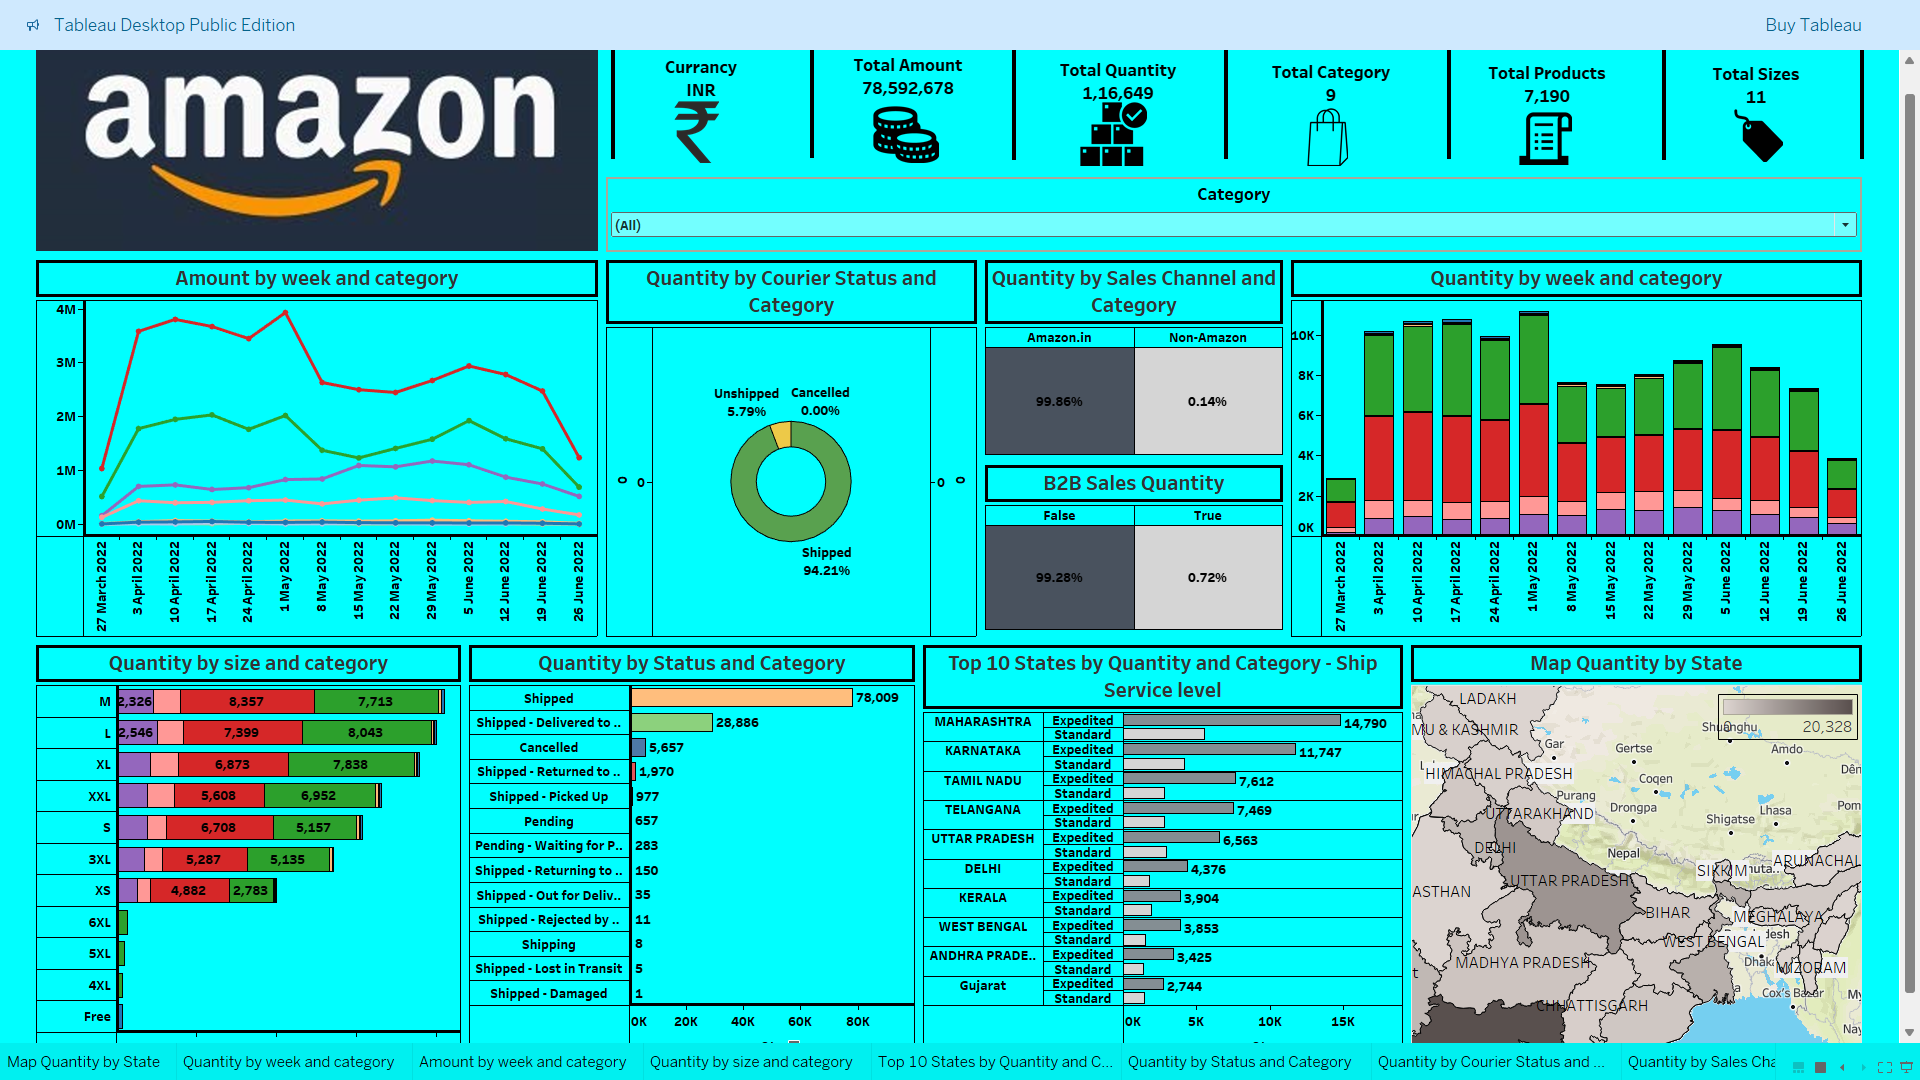 Tableau Desktop Public Edition
Buy Tableau
amazon
Currency
INR
Total Amount
78,592,678
Total Quantity
1,16,649
Total Category
9
Total Products
7,190
Total Sizes
11
Category
(All)
Amount by week and category
4M
3M
2M
1M
0M
27 March 2022
3 April 2022
10 April 2022
17 April 2022
24 April 2022
1 May 2022
8 May 2022
15 May 2022
22 May 2022
29 May 2022
5 June 2022
12 June 2022
19 June 2022
26 June 2022
Quantity by Courier Status and
Category
Unshipped
5.79%
Cancelled
0.00%
0
0
0
0
Shipped
94.21%
Quantity by Sales Channel and
Category
Amazon.in
Non-Amazon
99.86%
0.14%
B2B Sales Quantity
False
True
99.28%
0.72%
Quantity by week and category
10K
8K
6K
4K
2K
0K
27 March 2022
3 April 2022
10 April 2022
17 April 2022
24 April 2022
1 May 2022
8 May 2022
15 May 2022
22 May 2022
29 May 2022
5 June 2022
12 June 2022
19 June 2022
26 June 2022
Quantity by size and category
M 2,326 8,357 7,713
L 2,546 7,399 8,043
XL 6,873 7,838
XXL 5,608 6,952
S 6,708 5,157
3XL 5,287 5,135
XS 4,882 2,783
6XL
5XL
4XL
Free
Quantity by Status and Category
Shipped 78,009
Shipped - Delivered to .. 28,886
Cancelled 5,657
Shipped - Returned to .. 1,970
Shipped - Picked Up 977
Pending 657
Pending - Waiting for P.. 283
Shipped - Returning to .. 150
Shipped - Out for Deliv.. 35
Shipped - Rejected by .. 11
Shipping 8
Shipped - Lost in Transit 5
Shipped - Damaged 1
0K 20K 40K 60K 80K
Top 10 States by Quantity and Category - Ship
Service level
MAHARASHTRA Expedited 14,790
Standard
KARNATAKA Expedited 11,747
Standard
TAMIL NADU Expedited 7,612
Standard
TELANGANA Expedited 7,469
Standard
UTTAR PRADESH Expedited 6,563
Standard
DELHI Expedited 4,376
Standard
KERALA Expedited 3,904
Standard
WEST BENGAL Expedited 3,853
Standard
ANDHRA PRADE.. Expedited 3,425
Standard
Gujarat Expedited 2,744
Standard
0K 5K 10K 15K
Map Quantity by State
LADAKH
MU & KASHMIR
Shuanghu
20,328
Gar
Gertse
Amdo
HIMACHAL PRADESH
Coqen
Dên
Purang
Drongpa
Lhasa
Pom
UTTARAKHAND
Shigatse
DELHI
Nepal
ARUNACHAL
SIKKIM
huta..
ASTHAN
UTTAR PRADESH
BIHAR
MEGHALAYA
desh
WEST BENGAL
MADHYA PRADESH
Dhaka
MIZORAM
t
a
Cox's Bazar
My
CHHATTISGARH
Nay
Map Quantity by State
Quantity by week and category
Amount by week and category
Quantity by size and category
Top 10 States by Quantity and C...
Quantity by Status and Category
Quantity by Courier Status and ...
Quantity by Sales Cha